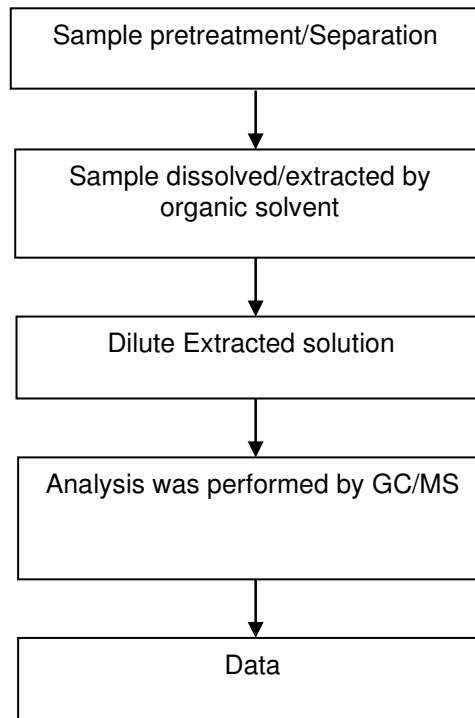 Sample pretreatment/Separation
Sample dissolved/extracted by
organic solvent
Dilute Extracted solution
Analysis was performed by GC/MS
Data